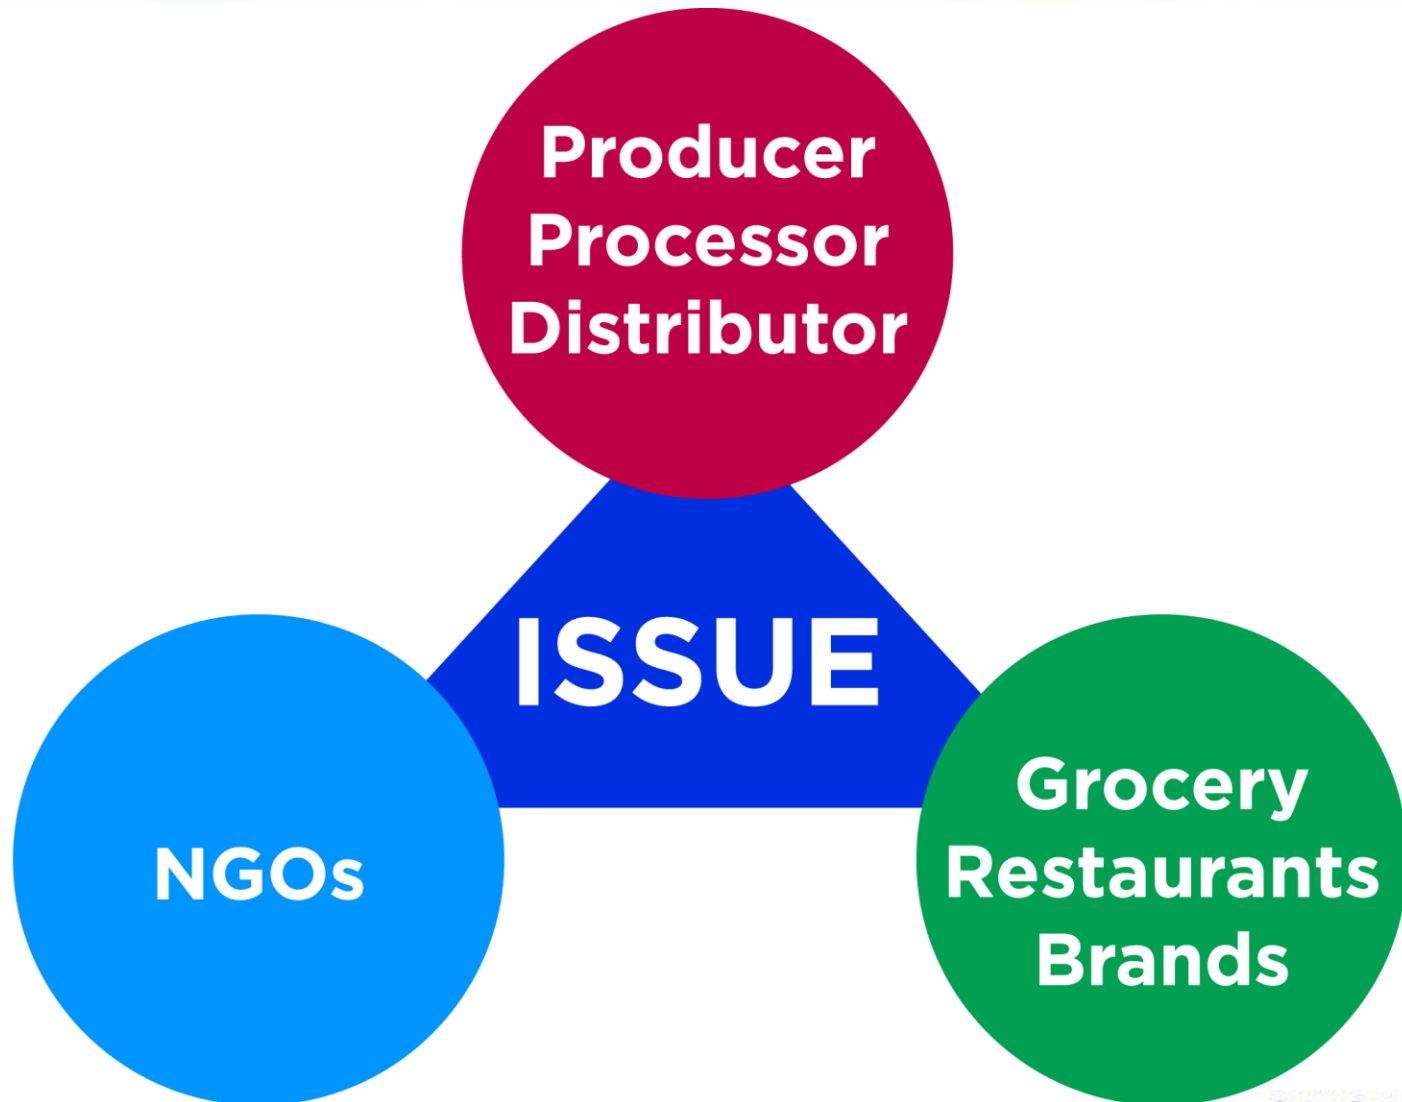 Producer
Processor
Distributor
ISSUE
NGOs
Grocery
Restaurants
Brands